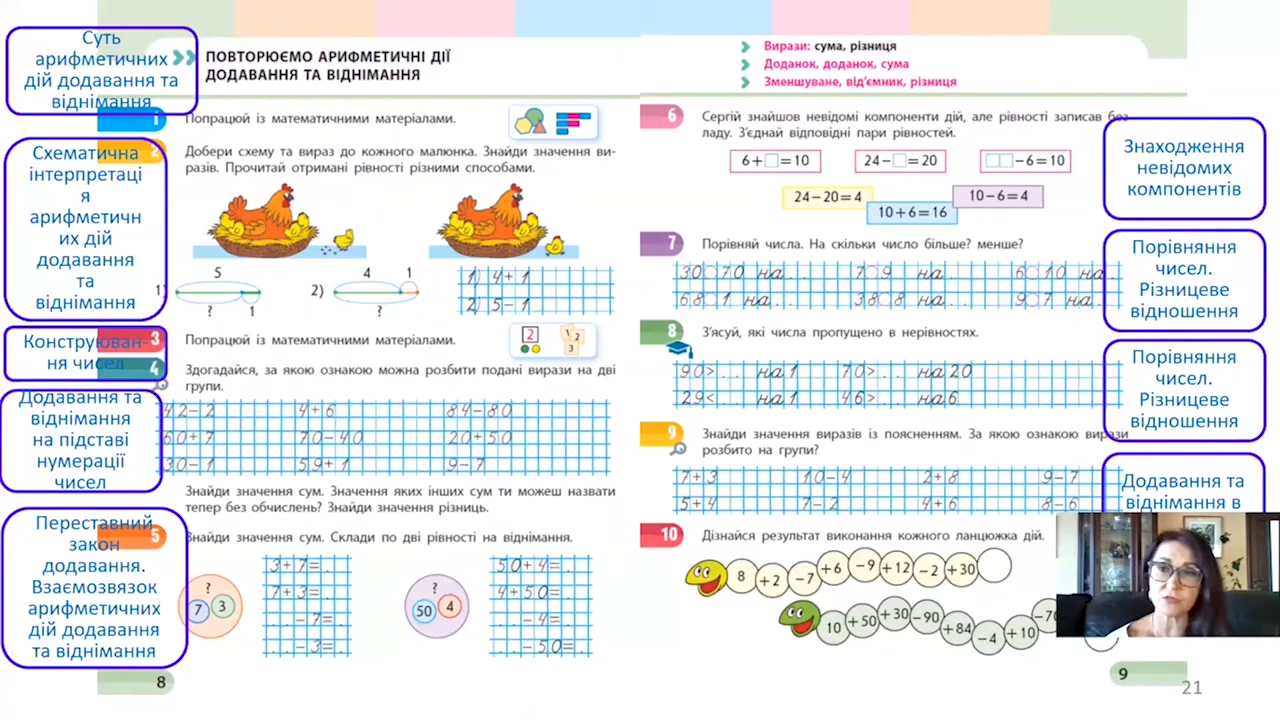 Суть
арифметичних
дій додавання та
віднімання
ПОВТОРЮЄМО АРИФМЕТИЧНІ ДІЇ
ДОДАВАННЯ ТА ВІДНІМАННЯ
1
Попрацюй із математичними матеріалами.
Схематична
інтерпретаці
я
арифметичн
их дій
додавання
та
віднімання
2
Добери схему та вираз до кожного малюнка. Знайди значення ви-
разів. Прочитай отримані рівності різними способами.
5
1)
?
1
2)
4
1
?
1) 4+1
2) 5-1
Конструюван-
ня чисел
3
Попрацюй із математичними матеріалами.
2
1
2
3
Додавання та
віднімання
на підставі
нумерації
чисел
4
Здогадайся, за якою ознакою можна розбити подані вирази на дві
групи.
42-2 4+6 84-80
60+7 70-40 20+50
30-1 59+1 9-7
Знайди значення сум. Значення яких інших сум ти можеш назвати
тепер без обчислень? Знайди значення різниць.
Переставний
закон
додавання.
Взаємозвязок
арифметичних
дій додавання
та віднімання
5
Знайди значення сум. Склади по дві рівності на віднімання.
?
7 3
3+7=.
7+3=.
. . -7=.
. . -3=.
?
50 4
50+4=.
4+50=.
. . -4=.
. . -50=.
8
Вирази: сума, різниця
Доданок, доданок, сума
Зменшуване, від’ємник, різниця
6
Сергій знайшов невідомі компоненти дій, але рівності записав без
ладу. З’єднай відповідні пари рівностей.
6+□=10 24-□=20 □□-6=10
24-20=4 10+6=16 10-6=4
Знаходження
невідомих
компонентів
7
Порівняй числа. На скільки число більше? менше?
30○70 на... 7○9 на.. 6○10 на..
68○1 на... 38○8 на.. 9○7 на..
Порівняння
чисел.
Різницеве
відношення
8
З’ясуй, які числа пропущено в нерівностях.
90>.. на 1 70>.. на 20
29<.. на 1 46>.. на 6
Порівняння
чисел.
Різницеве
відношення
9
Знайди значення виразів із поясненням. За якою ознакою вирази
розбито на групи?
7+3 10-4 2+8 9-7
5+4 7-2 4+6 8-6
Додавання та
віднімання в
10
Дізнайся результат виконання кожного ланцюжка дій.
8 +2 -7 +6 -9 +12 -2 +30
10 +50 +30 -90 +84 -4 +10 -70
9
21